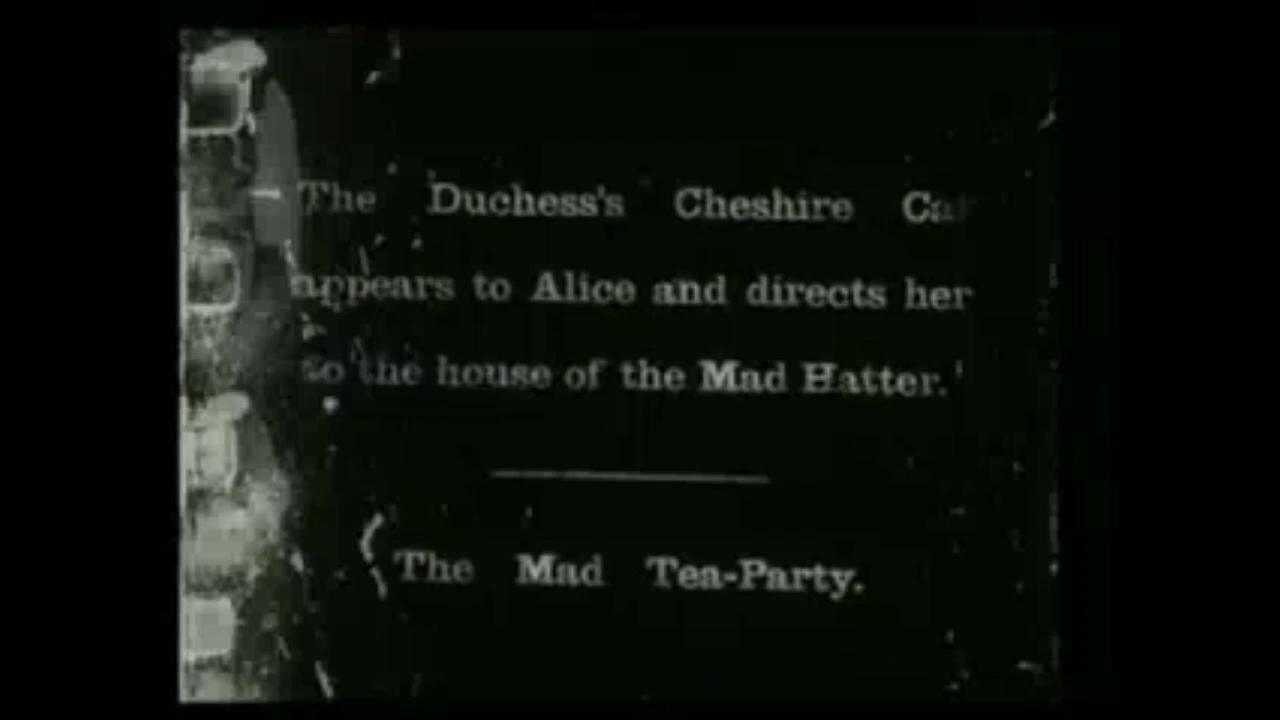 The Duchess's Cheshire Cat
appears to Alice and directs her
to the house of the Mad Hatter.
The Mad Tea-Party.